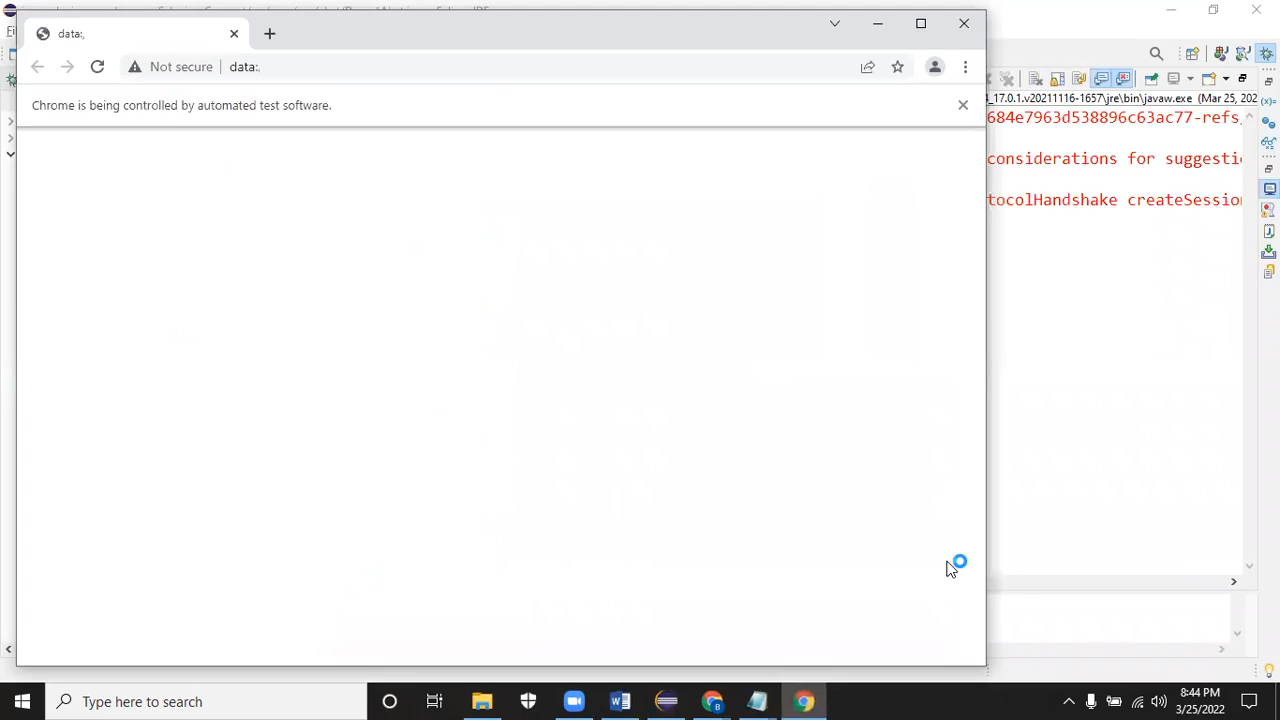 data:,
Not secure
data:,
Chrome is being controlled by automated test software.
_17.0.1.v20211116-1657\jre\bin\javaw.exe (Mar 25, 202
684e7963d538896c63ac77-refs
considerations for suggesti
tocolHandshake createSession
Type here to search
8:44 PM
3/25/2022